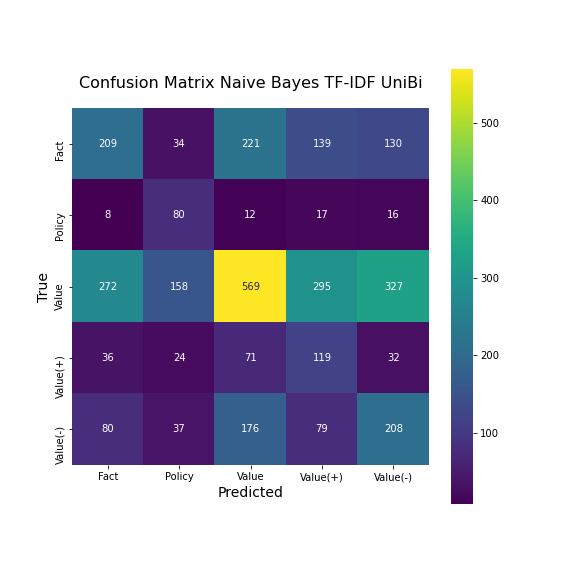 Confusion Matrix Naive Bayes TF-IDF UniBi
True
Fact 209 34 221 139 130
Policy 8 80 12 17 16
Value 272 158 569 295 327
Value(+) 36 24 71 119 32
Value(-) 80 37 176 79 208
Fact Policy Value Value(+) Value(-)
Predicted
500
400
300
200
100